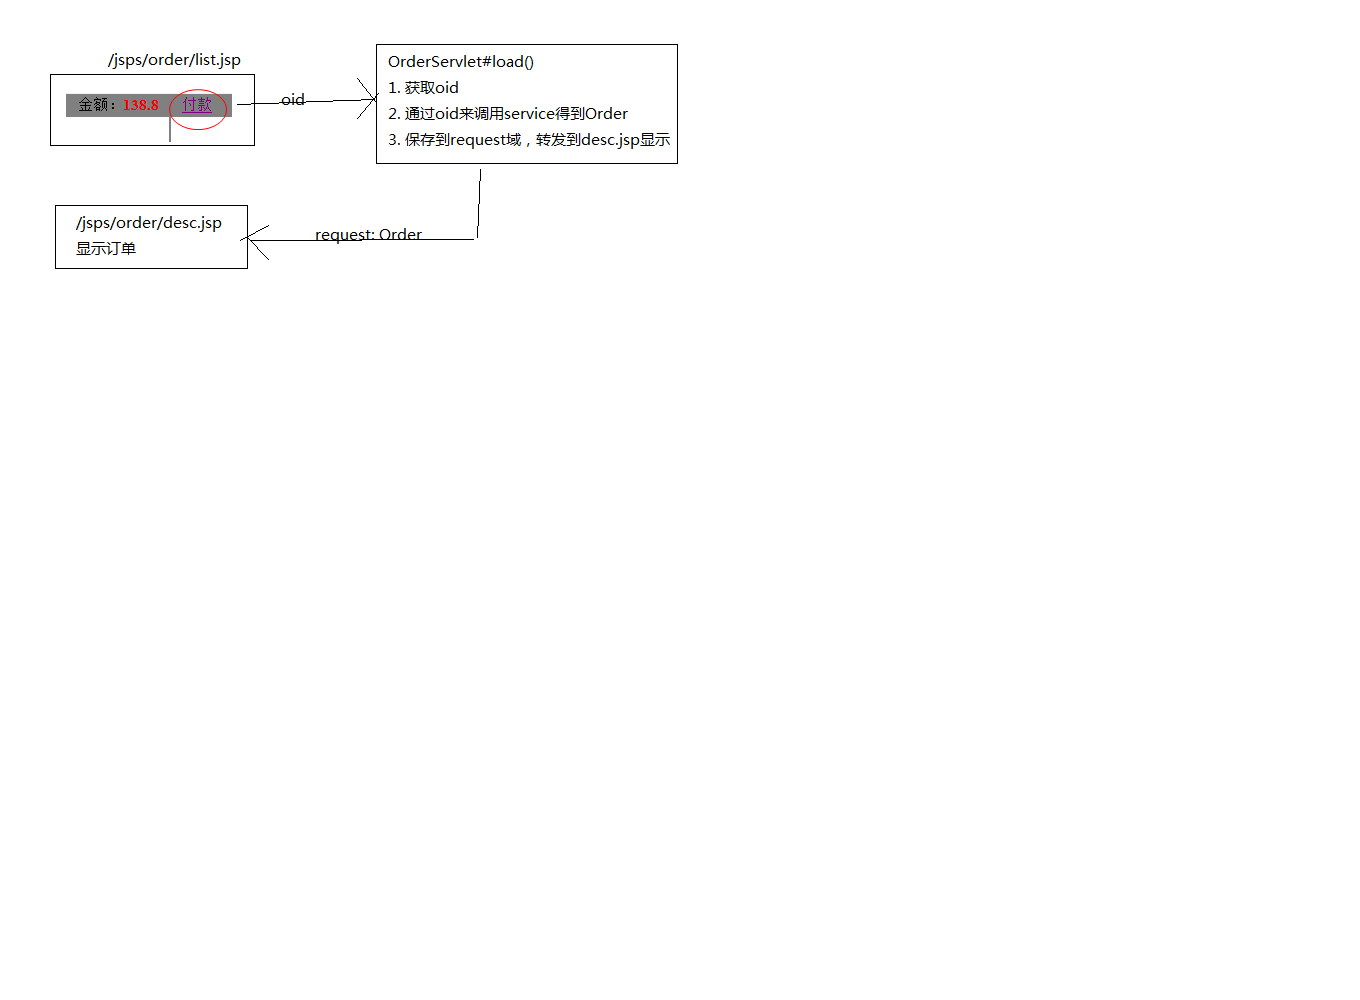 /jsps/order/list.jsp
金额：138.8 付款
oid
OrderServlet#load()
1. 获取oid
2. 通过oid来调用service得到Order
3. 保存到request域，转发到desc.jsp显示
/jsps/order/desc.jsp
显示订单
request: Order